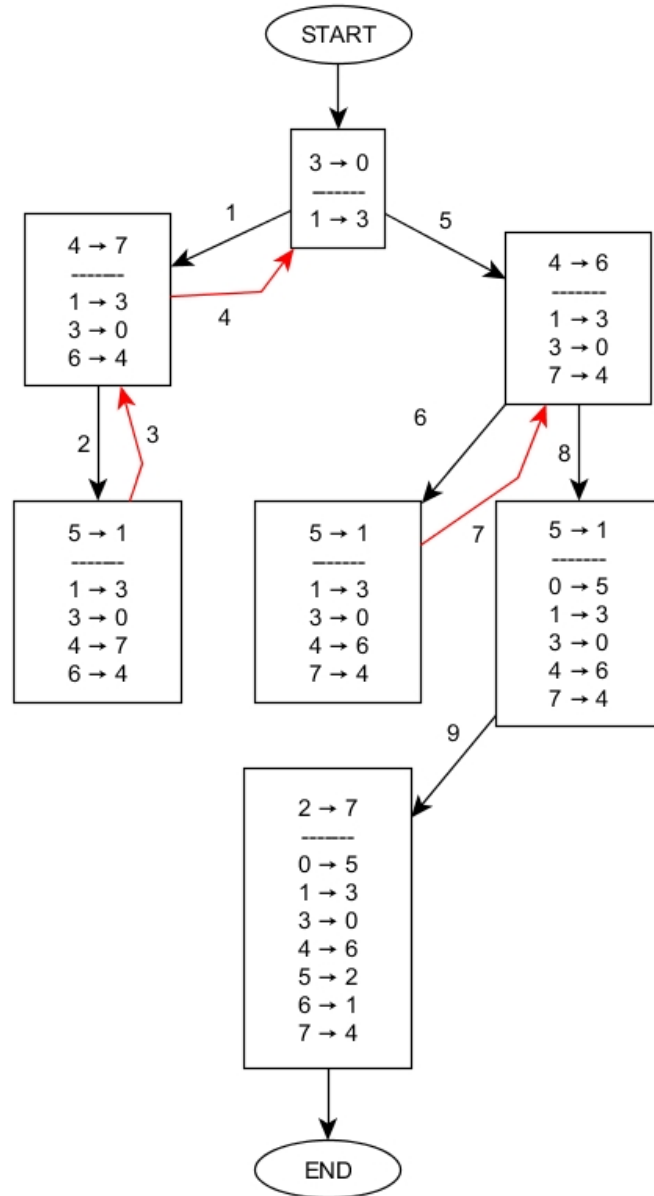 START
3 → 0
-------
1 → 3
1
5
4 → 7
-------
1 → 3
3 → 0
6 → 4
4
4 → 6
-------
1 → 3
3 → 0
7 → 4
2
3
6
7
8
5 → 1
-------
1 → 3
3 → 0
4 → 7
6 → 4
5 → 1
-------
1 → 3
3 → 0
4 → 6
7 → 4
5 → 1
-------
0 → 5
1 → 3
3 → 0
4 → 6
7 → 4
9
2 → 7
-------
0 → 5
1 → 3
3 → 0
4 → 6
5 → 2
6 → 1
7 → 4
END